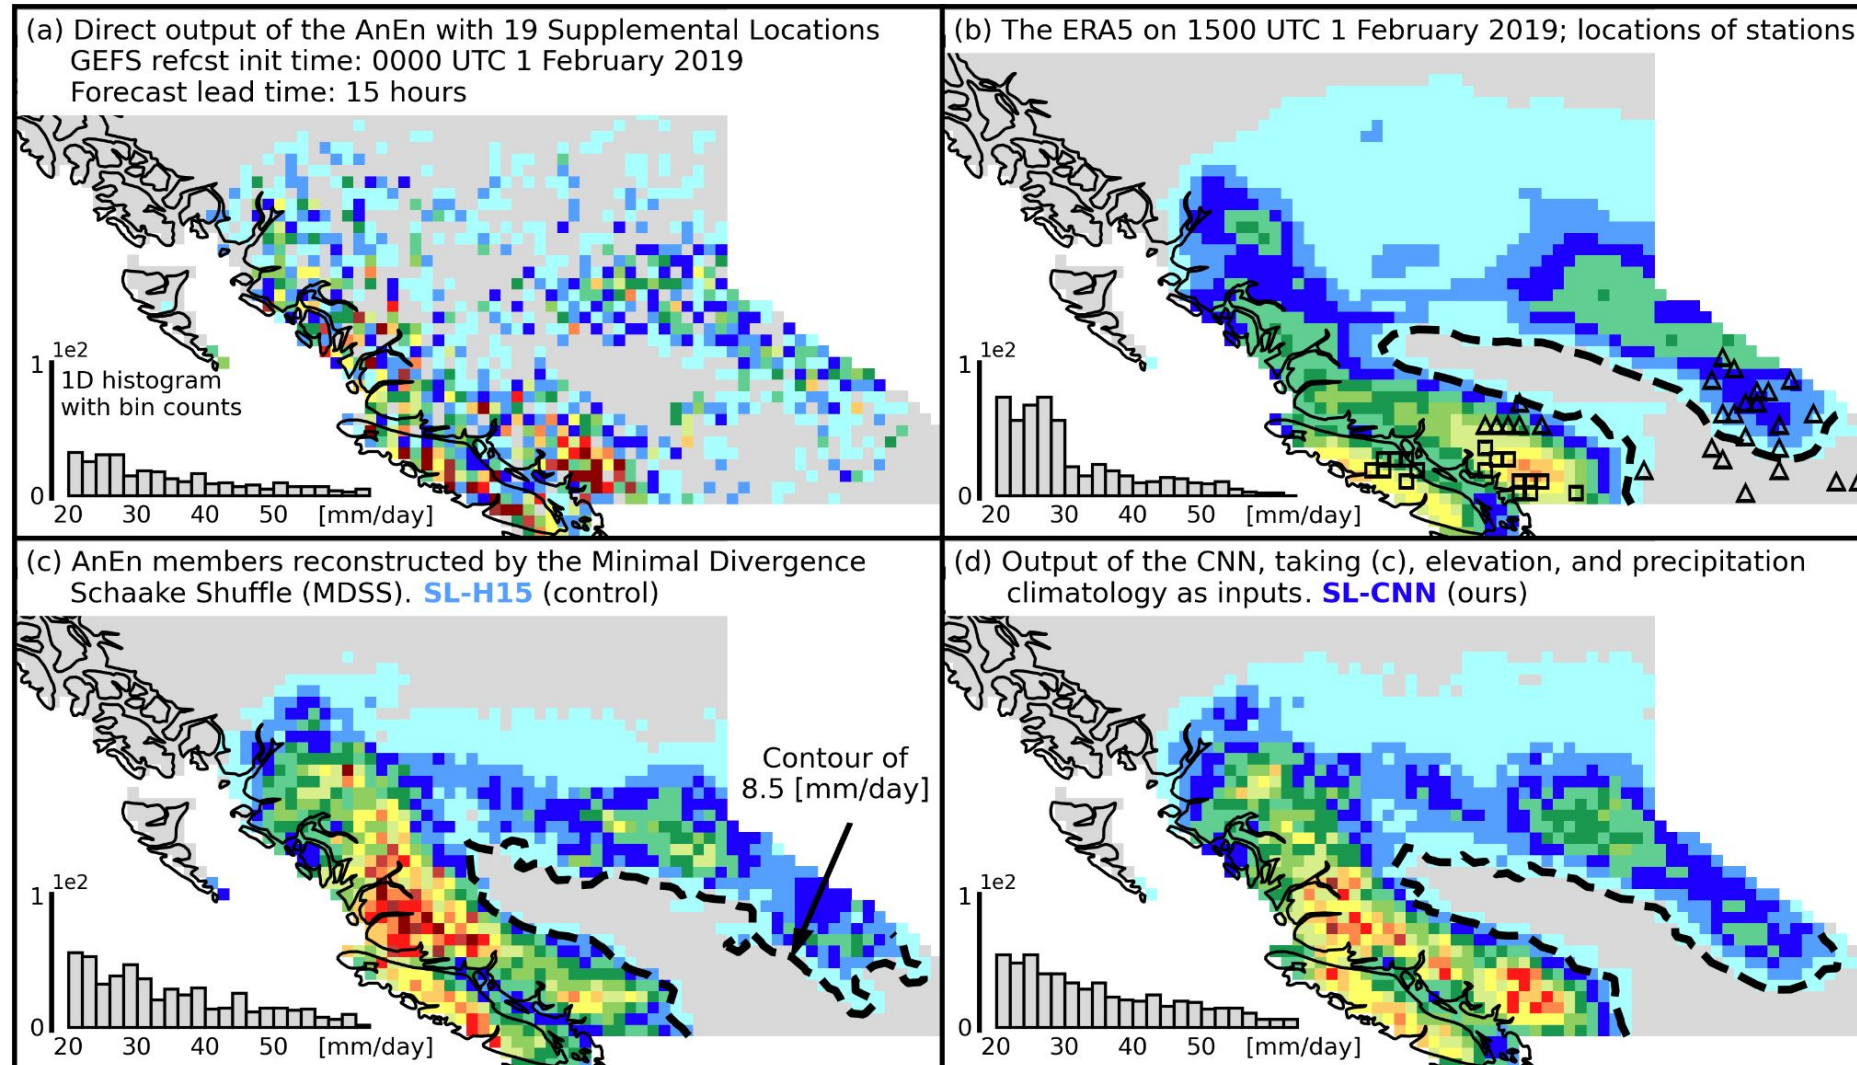 (a) Direct output of the AnEn with 19 Supplemental Locations
GEFS refcst init time: 0000 UTC 1 February 2019
Forecast lead time: 15 hours
1 1e2
1D histogram
with bin counts
0
20 30 40 50 [mm/day]
(b) The ERA5 on 1500 UTC 1 February 2019; locations of stations
1 1e2
0
20 30 40 50 [mm/day]
(c) AnEn members reconstructed by the Minimal Divergence
Schaake Shuffle (MDSS). SL-H15 (control)
Contour of
8.5 [mm/day]
1 1e2
0
20 30 40 50 [mm/day]
(d) Output of the CNN, taking (c), elevation, and precipitation
climatology as inputs. SL-CNN (ours)
1 1e2
0
20 30 40 50 [mm/day]